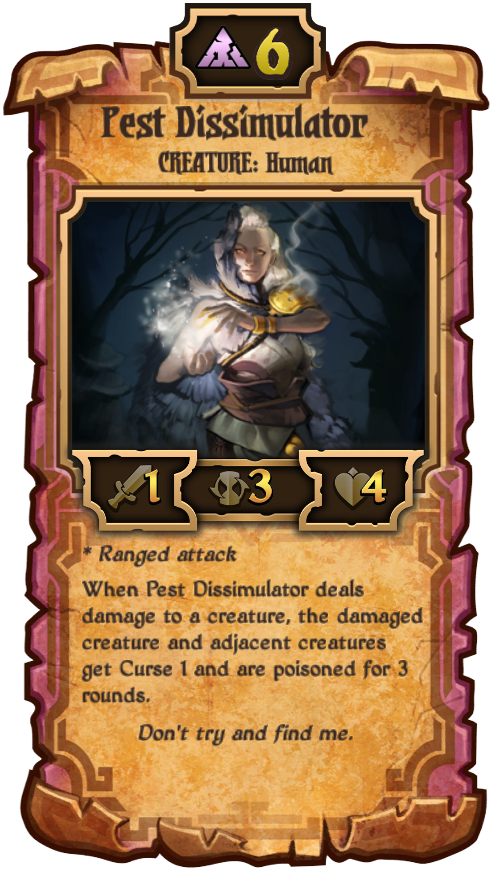 6
Pest Dissimulator
CREATURE: Human
1 3 4
* Ranged attack
When Pest Dissimulator deals
damage to a creature, the damaged
creature and adjacent creatures
get Curse 1 and are poisoned for 3
rounds.
Don't try and find me.